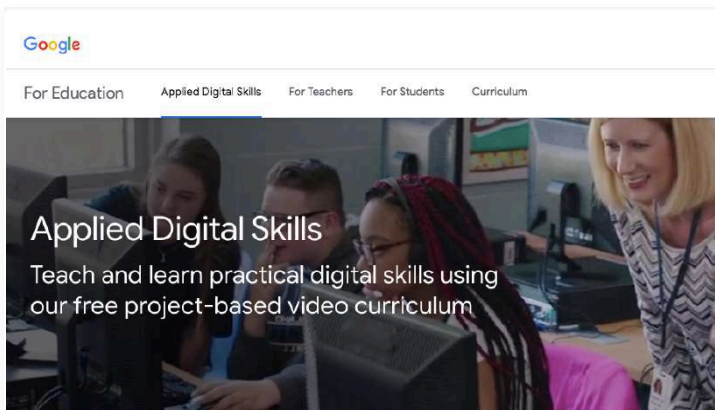 Google
For Education Applied Digital Skills For Teachers For Students Curriculum
Applied Digital Skills
Teach and learn practical digital skills using
our free project-based video curriculum